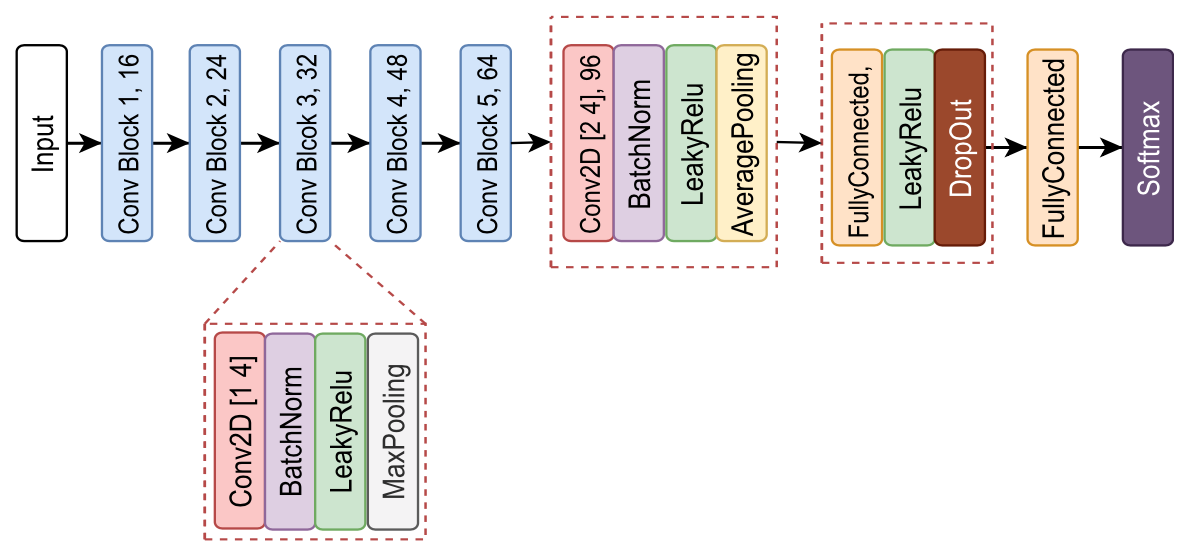 Input
Conv Block 1, 16
Conv Block 2, 24
Conv Block 3, 32
Conv Block 4, 48
Conv Block 5, 64
Conv2D [2 4], 96
BatchNorm
LeakyRelu
AveragePooling
FullyConnected,
LeakyRelu
DropOut
FullyConnected
Softmax
Conv2D [1 4]
BatchNorm
LeakyRelu
MaxPooling